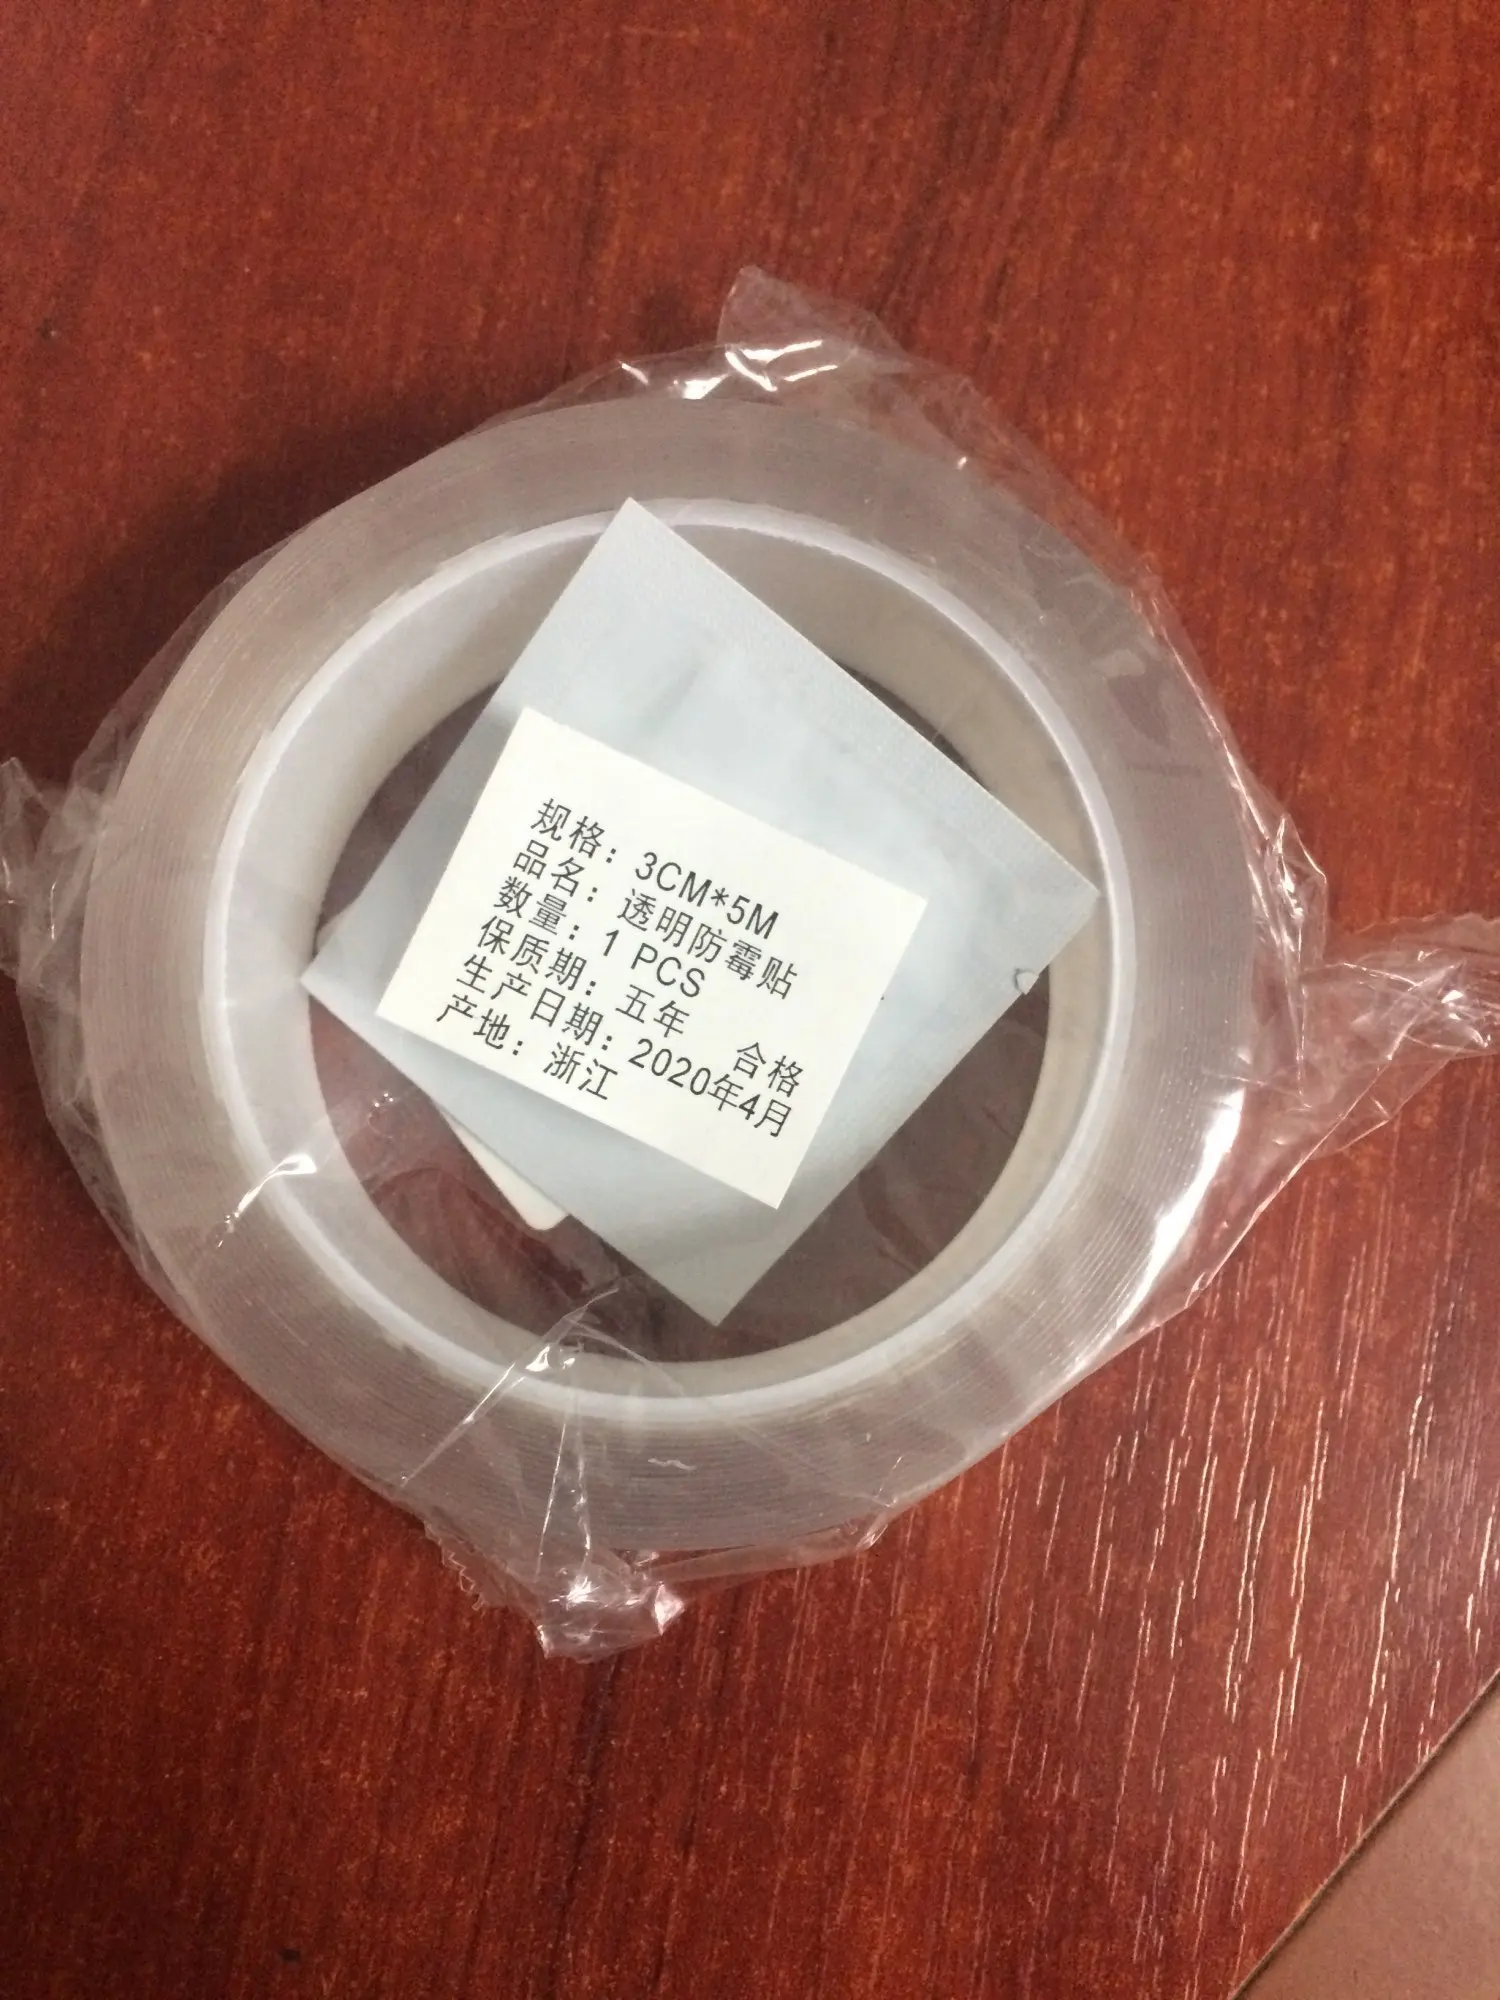 规格：3CM*5M
品名：透明防霉贴
数量：1 PCS
保质期：五年 合格
生产日期：2020年4月
产地：浙江